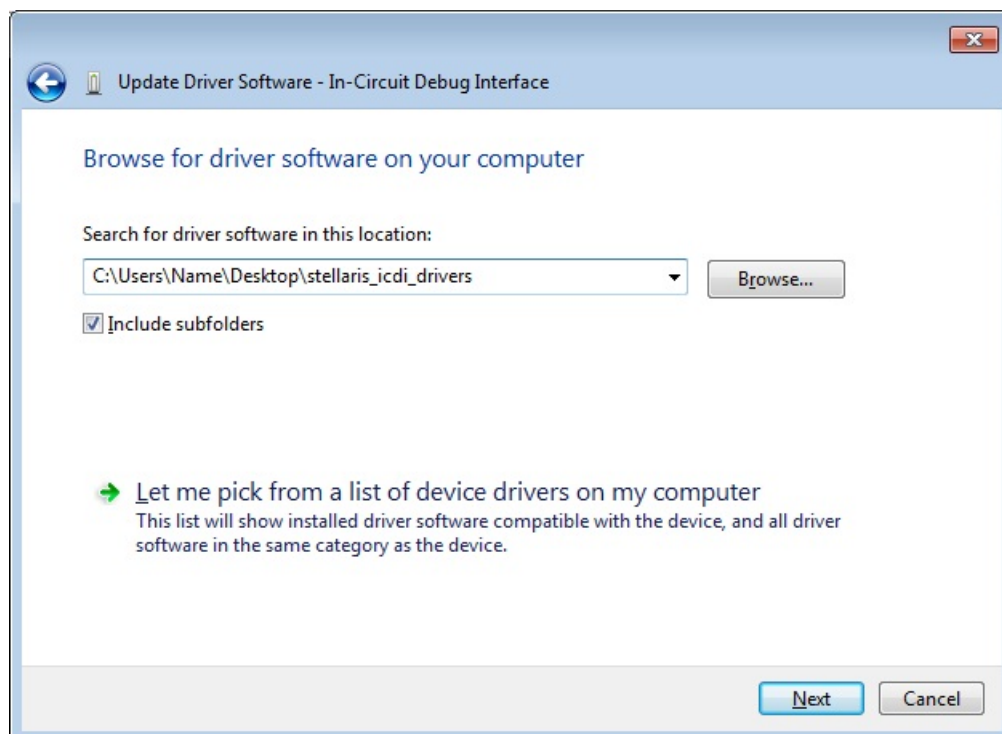 Update Driver Software - In-Circuit Debug Interface
Browse for driver software on your computer
Search for driver software in this location:
C:\Users\Name\Desktop\stellaris_icdi_drivers
Browse...
Include subfolders
Let me pick from a list of device drivers on my computer
This list will show installed driver software compatible with the device, and all driver
software in the same category as the device.
Next
Cancel